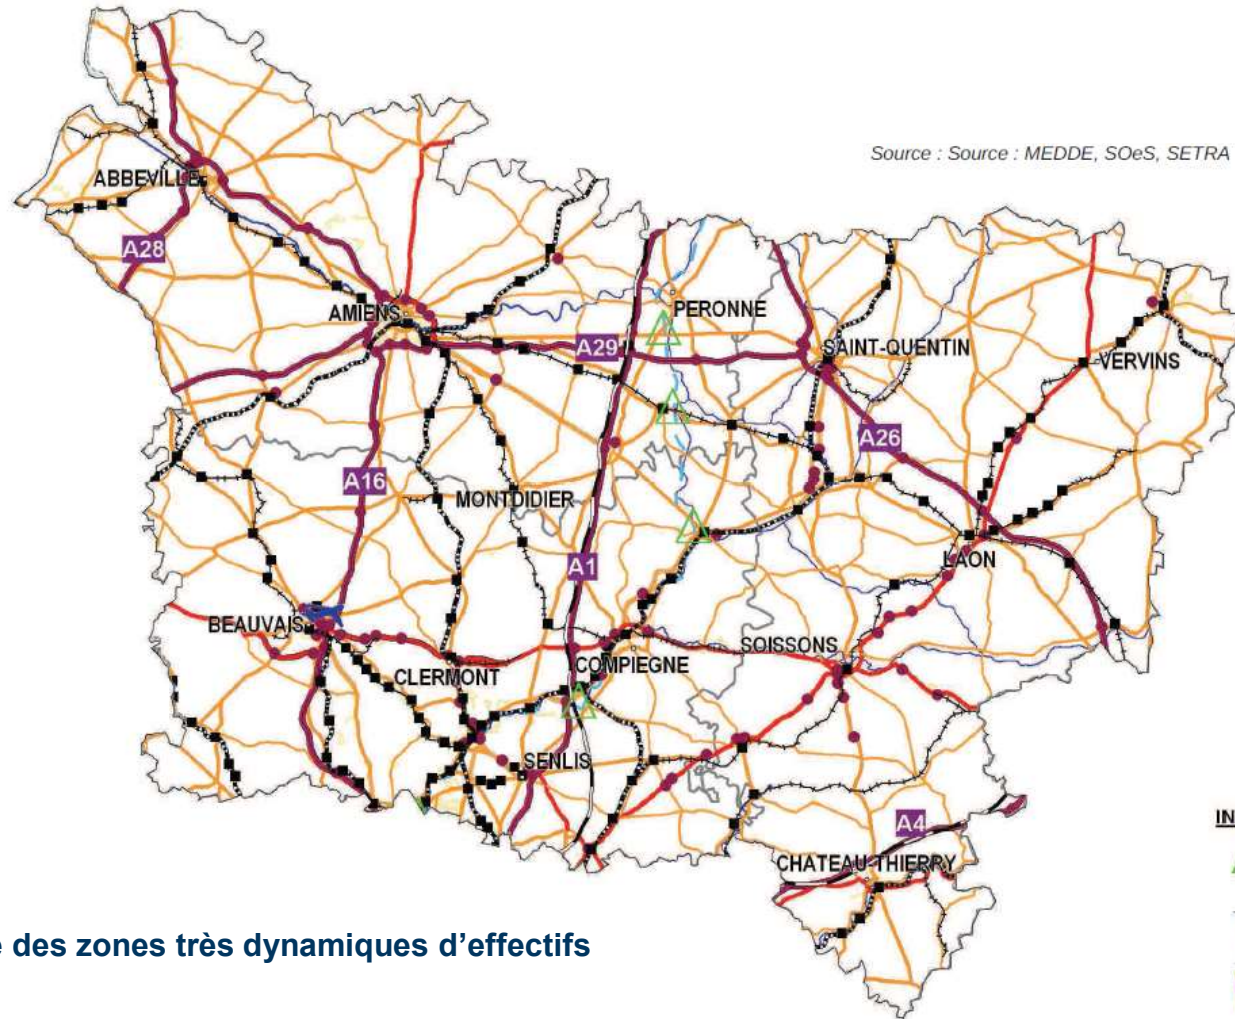 Source : Source : MEDDE, SOeS, SETRA
ABBEVILLE
A28
AMIENS
PERONNE
A29
SAINT-QUENTIN
VERVINS
A26
A16
MONTDIDIER
A1
LAON
BEAUVAIS
SOISSONS
COMPIEGNE
CLERMONT
SENLIS
A4
IN
CHATEAU-THIERRY
des zones très dynamiques d’effectifs